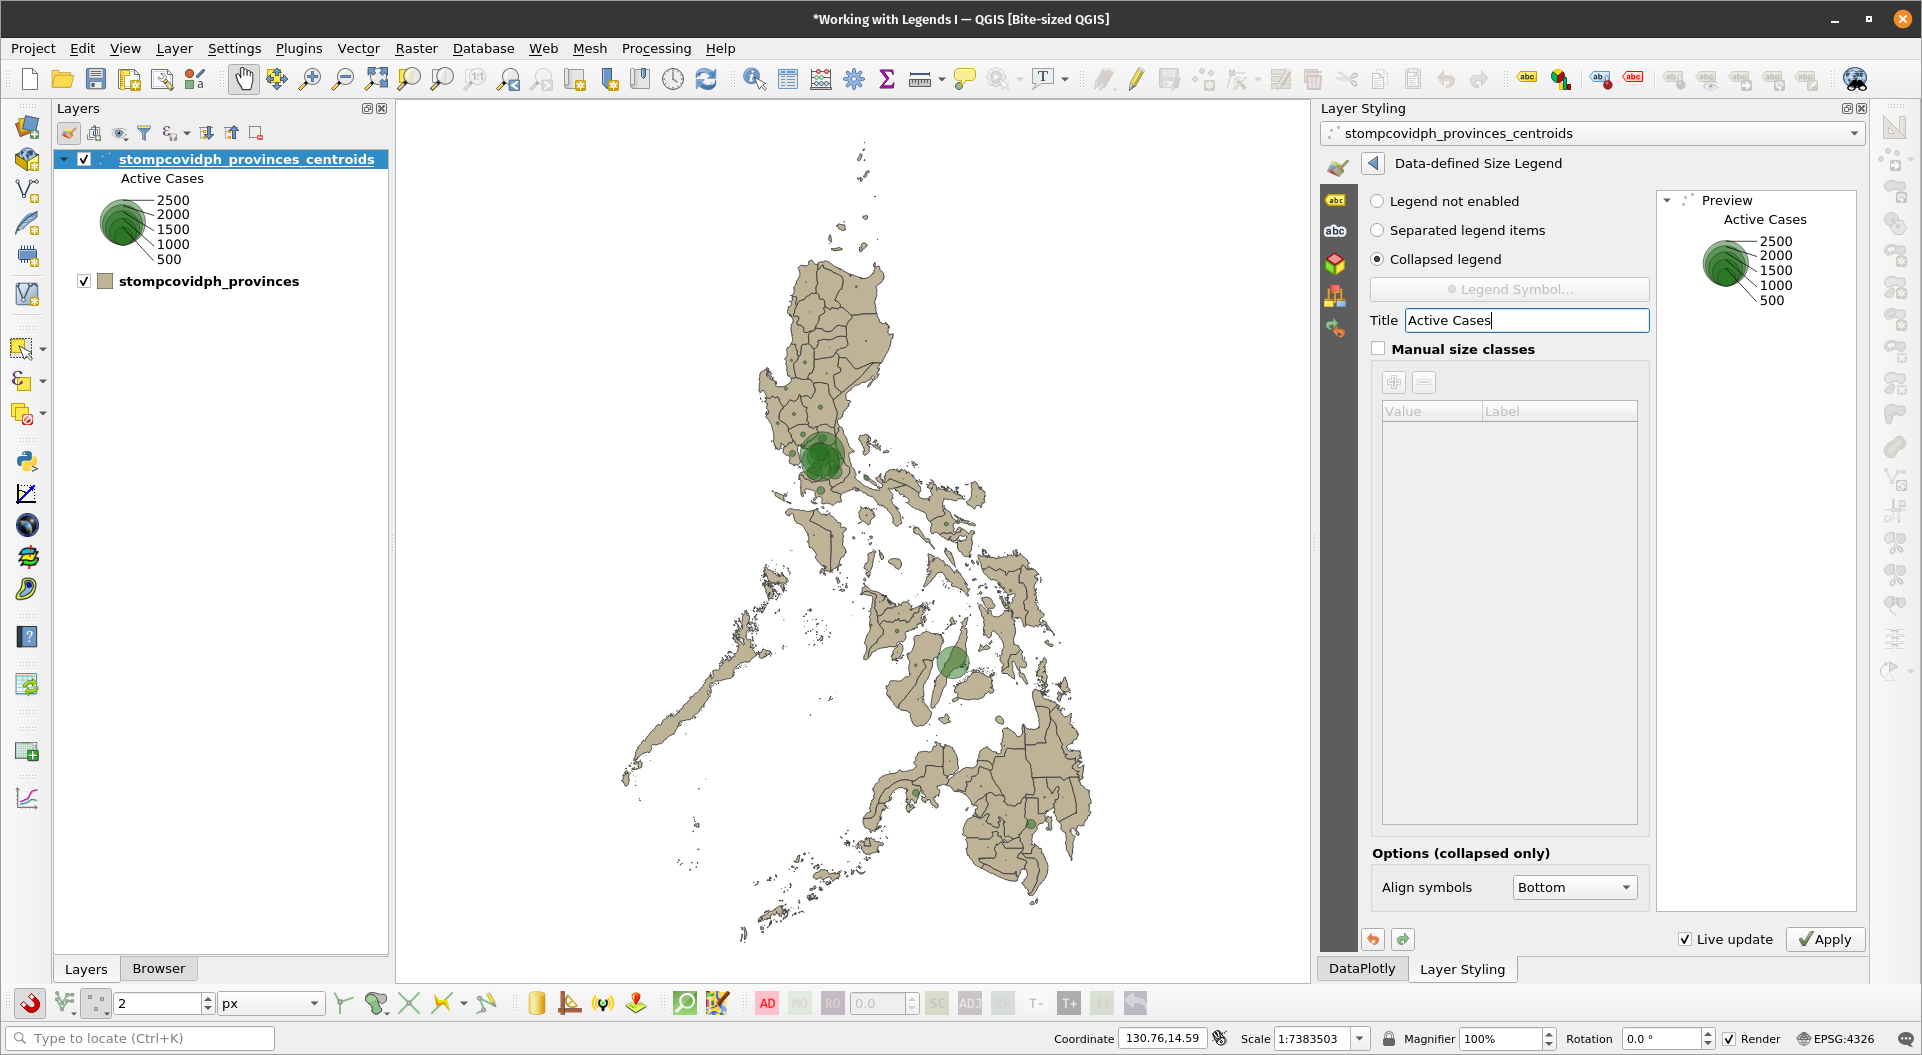 *Working with Legends I — QGIS [Bite-sized QGIS]
Project Edit View Layer Settings Plugins Vector Raster Database Web Mesh Processing Help
Layers
stompcovidph_provinces_centroids
Active Cases
2500
2000
1500
1000
500
stompcovidph_provinces
Layers Browser
Layer Styling
stompcovidph_provinces_centroids
Data-defined Size Legend
Legend not enabled
Separated legend items
Collapsed legend
Legend Symbol...
Title Active Cases
Manual size classes
Value Label
Options (collapsed only)
Align symbols Bottom
Preview
Active Cases
2500
2000
1500
1000
500
Live update Apply
DataPlotly Layer Styling
2 px 0.0
AD MO RO SC ADJ T- T+
Type to locate (Ctrl+K)
Coordinate 130.76,14.59 Scale 1:7383503 Magnifier 100% Rotation 0.0 ° Render EPSG:4326